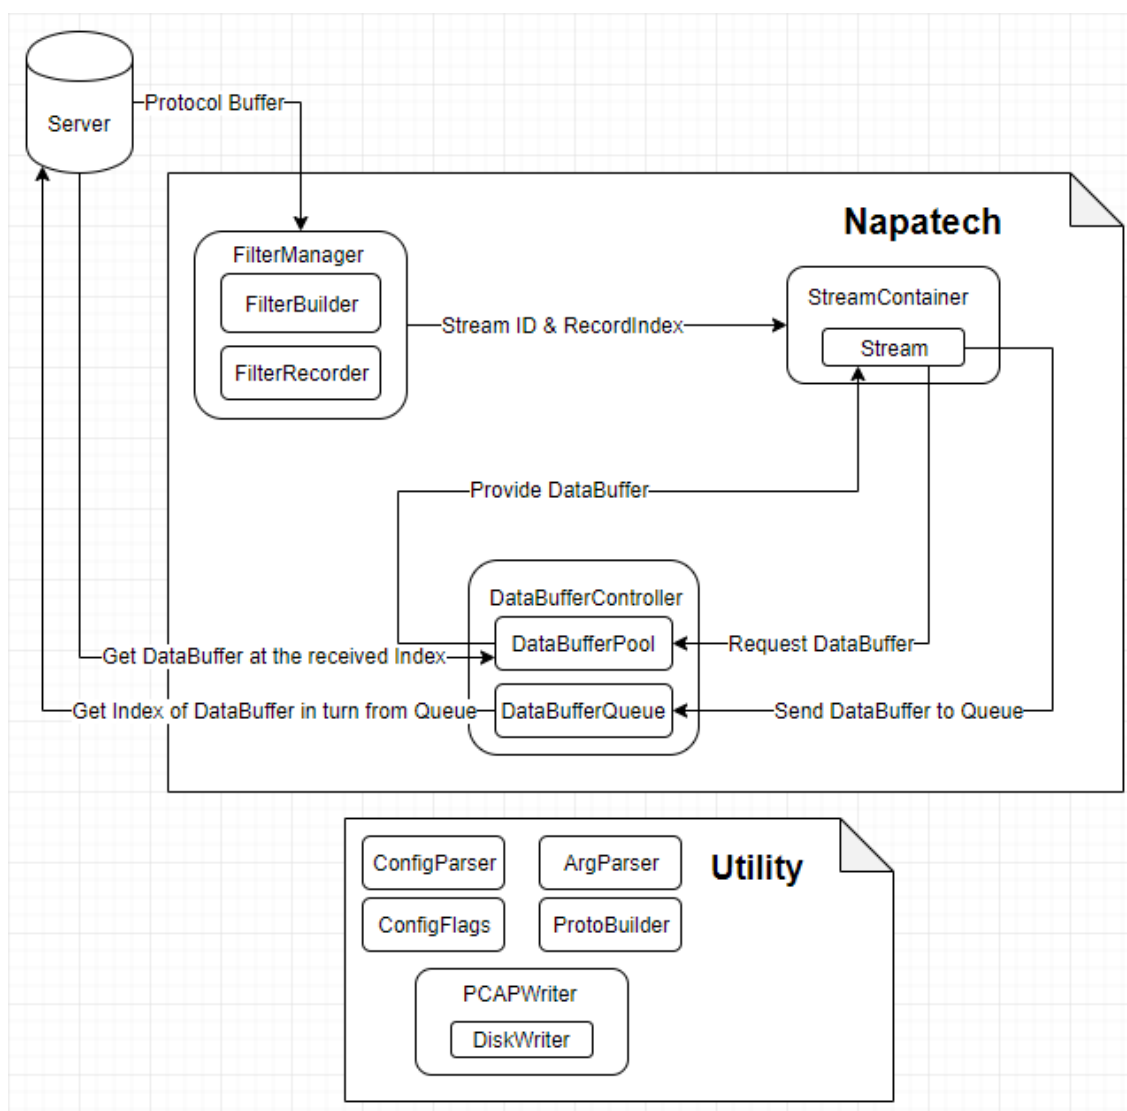 Protocol Buffer
Server
Napatech
FilterManager
FilterBuilder
FilterRecorder
Stream ID & RecordIndex
StreamContainer
Stream
Provide DataBuffer
DataBufferController
DataBufferPool
Request DataBuffer
Get DataBuffer at the received Index
Get Index of DataBuffer in turn from Queue
DataBufferQueue
Send DataBuffer to Queue
ConfigParser
ArgParser
Utility
ConfigFlags
ProtoBuilder
PCAPWriter
DiskWriter